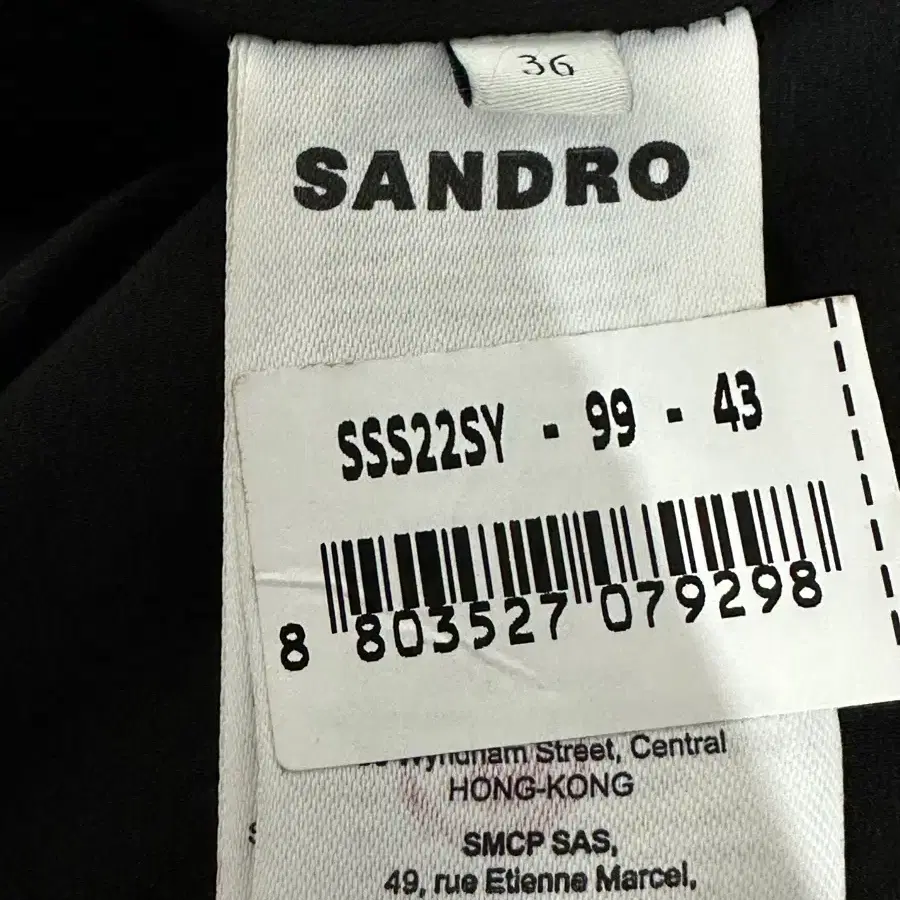 36
SANDRO
SSS22SY - 99 - 43
8 803527 079298
Wyndham Street, Central
HONG-KONG
SMCP SAS,
49, rue Etienne Marcel,